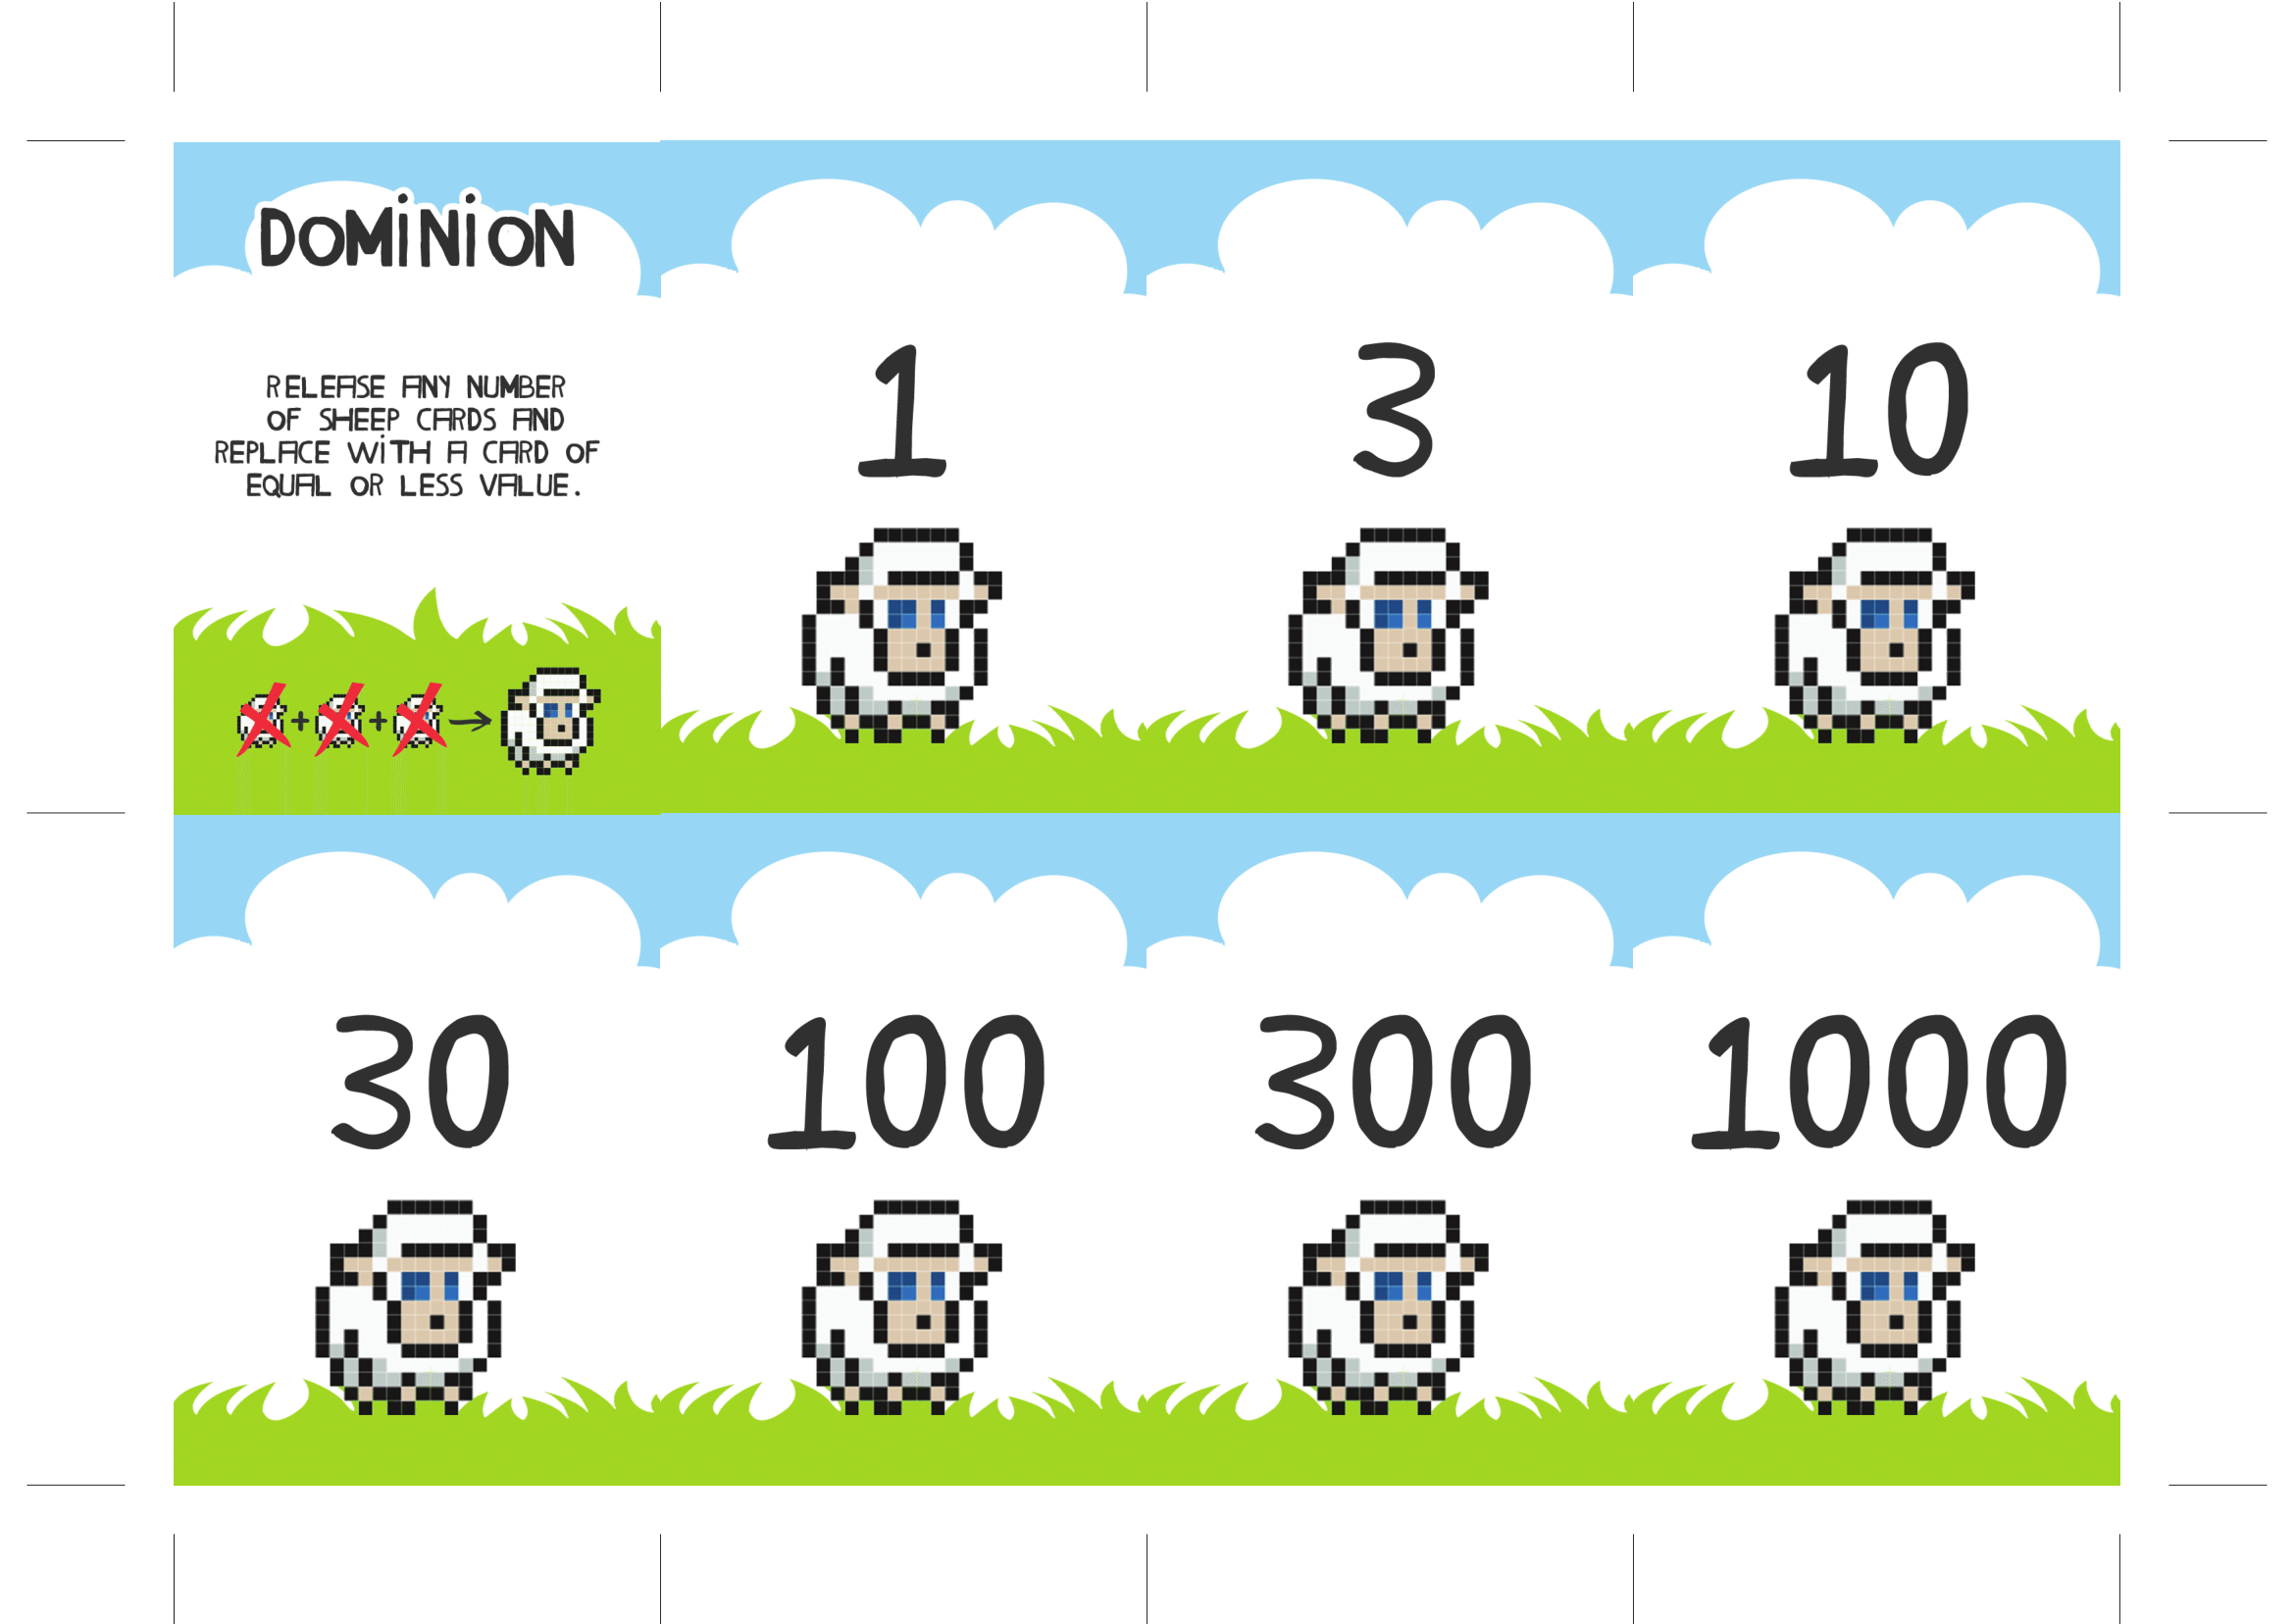 DOMINION
RELEASE ANY NUMBER
OF SHEEP CARDS AND
REPLACE WITH A CARD OF
EQUAL OR LESS VALUE.
+ +
1
3
10
30
100
300
1000